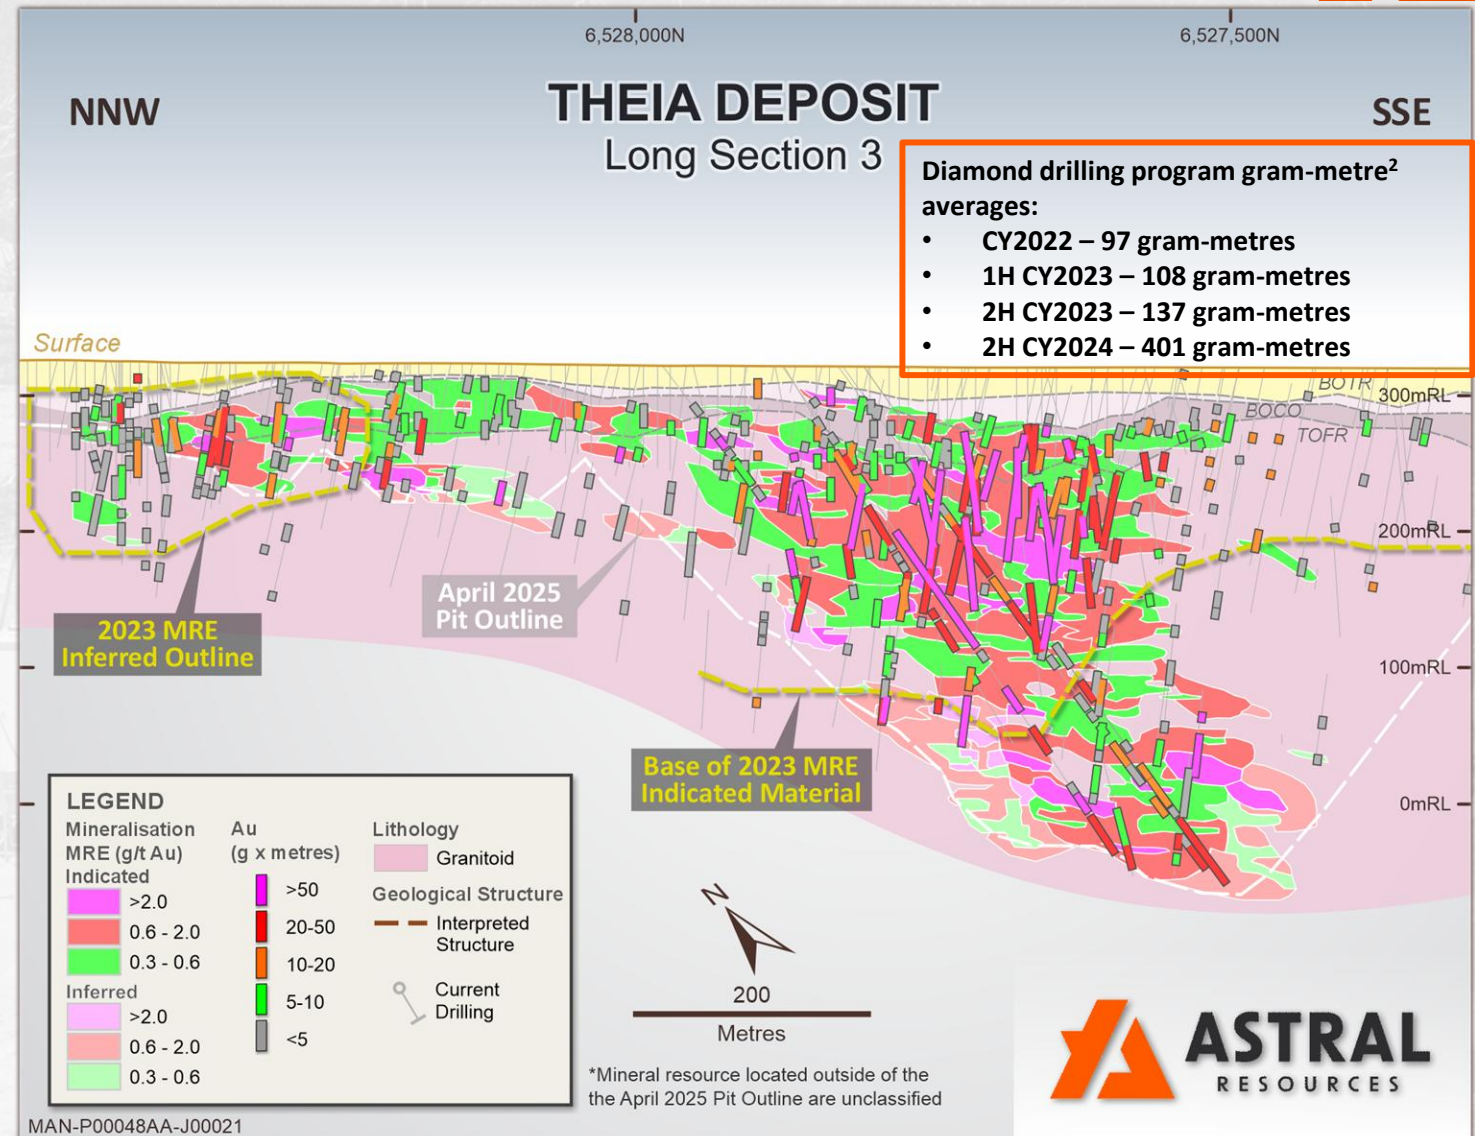 6,528,000N
6,527,500N
NNW
THEIA DEPOSIT
SSE
Long Section 3
Diamond drilling program gram-metre2
averages:
• CY2022 – 97 gram-metres
• 1H CY2023 – 108 gram-metres
• 2H CY2023 – 137 gram-metres
• 2H CY2024 – 401 gram-metres
Surface
BOTR
300mRL
BOCO
TOFR
200mRL
April 2025
Pit Outline
2023 MRE
Inferred Outline
100mRL
Base of 2023 MRE
Indicated Material
0mRL
LEGEND
Mineralisation
MRE (g/t Au)
Indicated
>2.0
0.6 - 2.0
0.3 - 0.6
Inferred
>2.0
0.6 - 2.0
0.3 - 0.6
Au
(g x metres)
>50
20-50
10-20
5-10
<5
Lithology
Granitoid
Geological Structure
Interpreted
Structure
Current
Drilling
N
200
Metres
*Mineral resource located outside of the
the April 2025 Pit Outline are unclassified
ASTRAL
RESOURCES
MAN-P00048AA-J00021